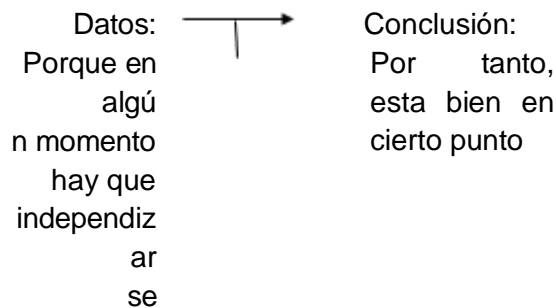 Datos:
Porque en
algú
n momento
hay que
independiz
ar
se
Conclusión:
Por tanto,
esta bien en
cierto punto